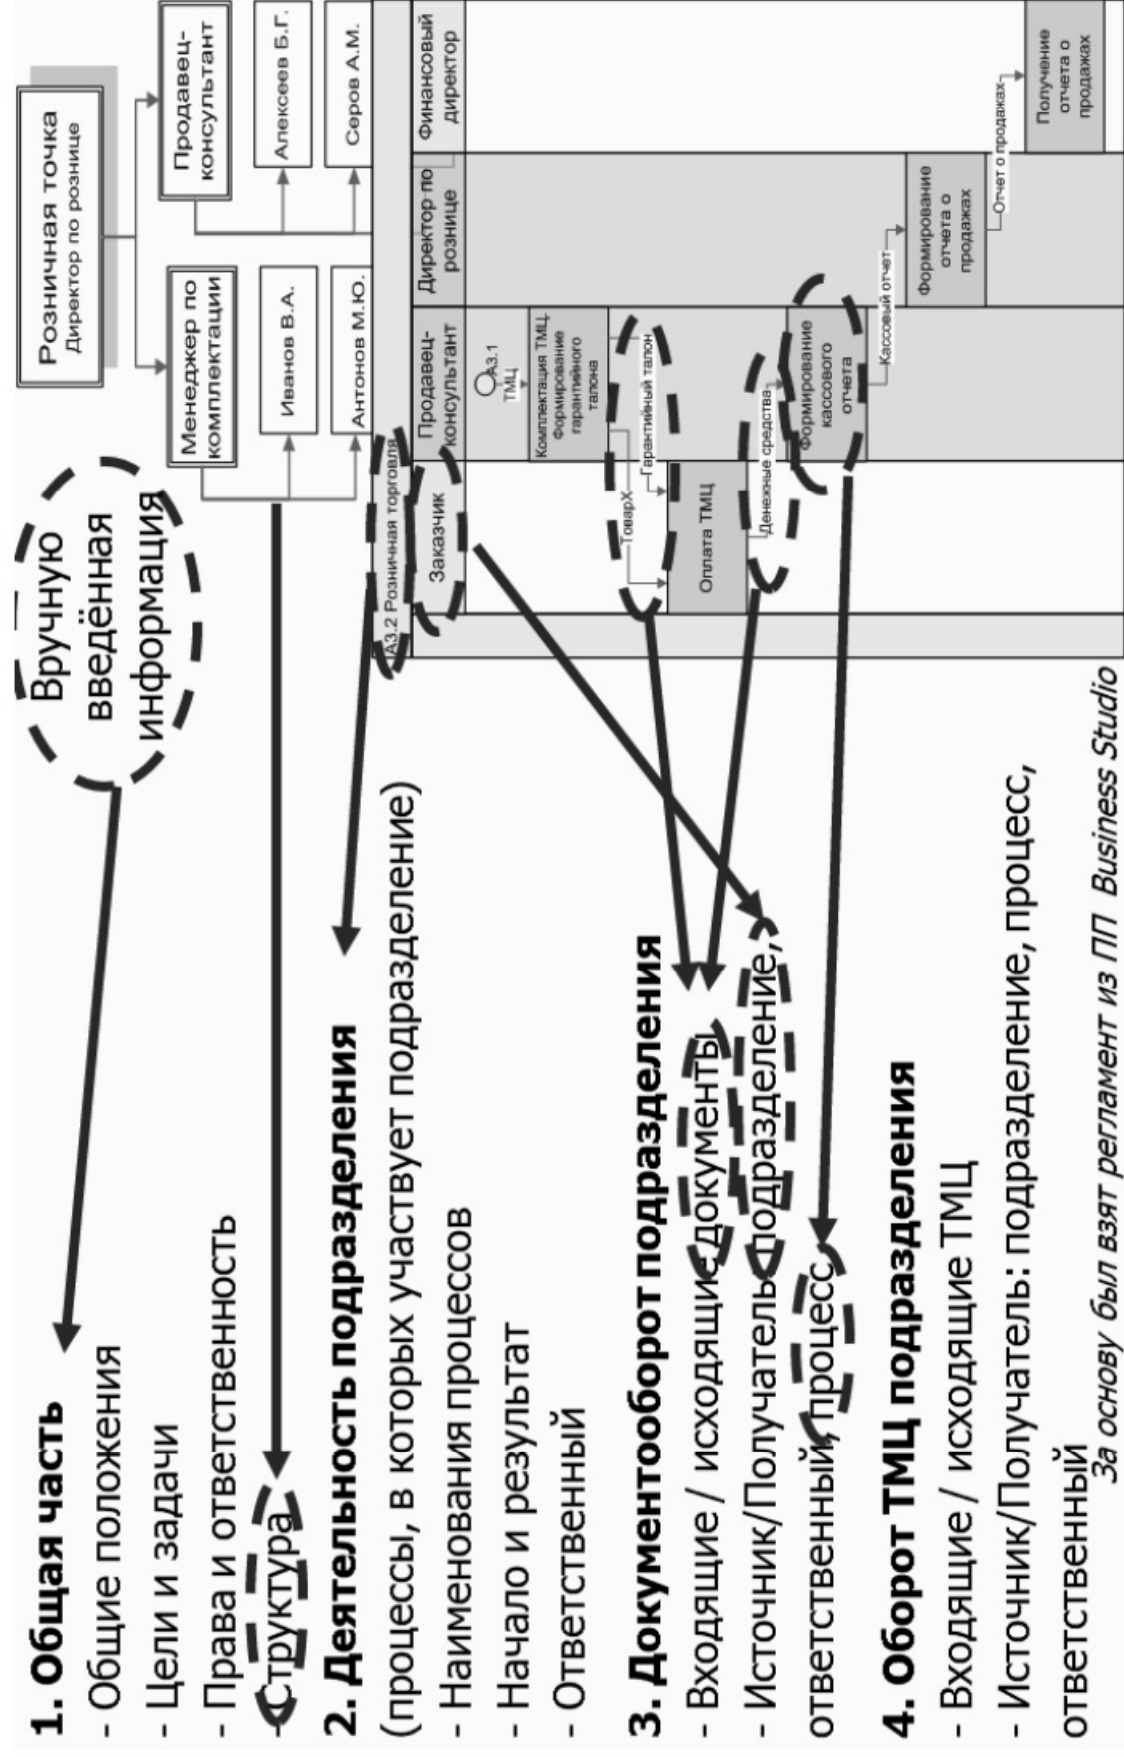 1. Общая часть
- Общие положения
- Цели и задачи
- Права и ответственность
- Структура
2. Деятельность подразделения
(процессы, в которых участвует подразделение)
- Наименования процессов
- Начало и результат
- Ответственный
3. Документооборот подразделения
- Входящие / исходящие документы
- Источник/Получатель подразделение,
ответственный, процесс
4. Оборот ТМЦ подразделения
- Входящие / исходящие ТМЦ
- Источник/Получатель: подразделение, процесс,
ответственный
За основу был взят регламент из ПП Business Studio
Вручную
введённая
информация
Розничная точка
Директор по рознице
Менеджер по
комплектации
Иванов В.А.
Антонов М.Ю.
Продавец-
консультант
Алексеев Б.Г.
Серов А.М.
А3.2 Розничная торговля
Заказчик
Продавец-
консультант
Директор по
рознице
Финансовый
директор
А3.1
ТМЦ
Комплектация ТМЦ.
Формирование
гарантийного
талона
ТоварХ
Гарантийный талон
Оплата ТМЦ
Денежные средства
Формирование
кассового
отчета
Кассовый отчет
Формирование
отчета о
продажах
Отчет о продажах
Получение
отчета о
продажах